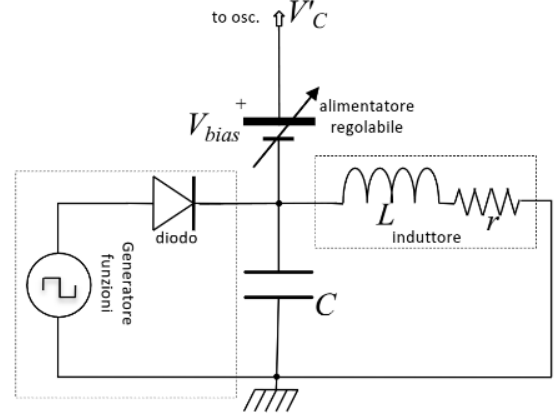 to osc. V'C
+
Vbias
alimentatore
regolabile
diodo
L
r
induttore
Generatore
funzioni
C